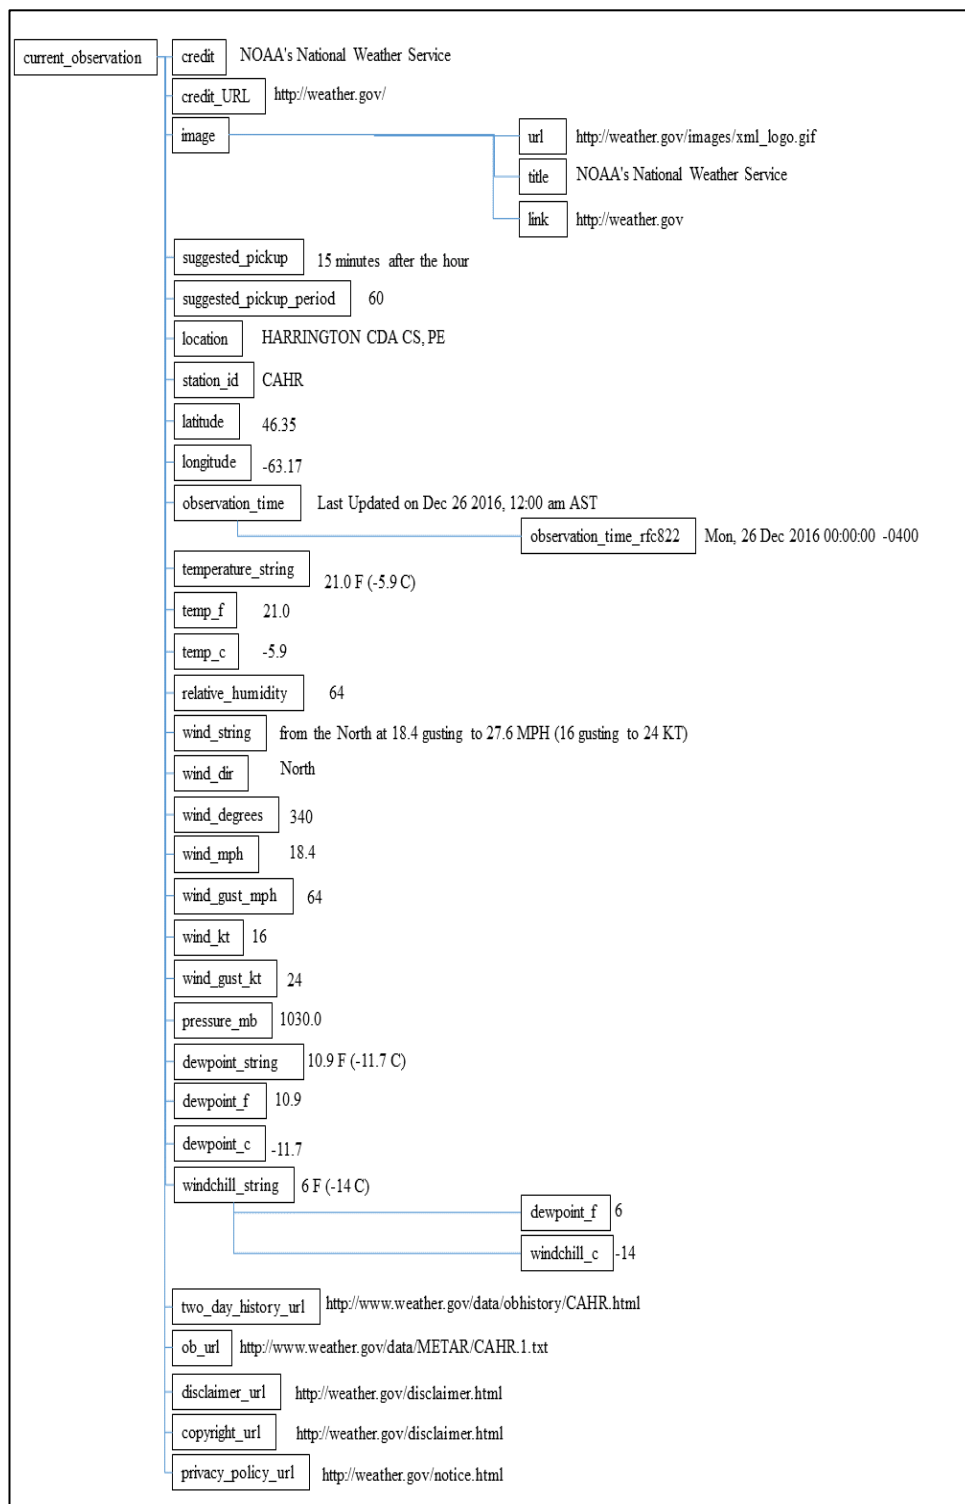 current_observation
credit NOAA's National Weather Service
credit_URL http://weather.gov/
image
url http://weather.gov/images/xml_logo.gif
title NOAA's National Weather Service
link http://weather.gov
suggested_pickup 15 minutes after the hour
suggested_pickup_period 60
location HARRINGTON CDA CS, PE
station_id CAHR
latitude 46.35
longitude -63.17
observation_time Last Updated on Dec 26 2016, 12:00 am AST
observation_time_rfc822 Mon, 26 Dec 2016 00:00:00 -0400
temperature_string 21.0 F (-5.9 C)
temp_f 21.0
temp_c -5.9
relative_humidity 64
wind_string from the North at 18.4 gusting to 27.6 MPH (16 gusting to 24 KT)
wind_dir North
wind_degrees 340
wind_mph 18.4
wind_gust_mph 64
wind_kt 16
wind_gust_kt 24
pressure_mb 1030.0
dewpoint_string 10.9 F (-11.7 C)
dewpoint_f 10.9
dewpoint_c -11.7
windchill_string 6 F (-14 C)
dewpoint_f 6
windchill_c -14
two_day_history_url http://www.weather.gov/data/obhistory/CAHR.html
ob_url http://www.weather.gov/data/METAR/CAHR.1.txt
disclaimer_url http://weather.gov/disclaimer.html
copyright_url http://weather.gov/disclaimer.html
privacy_policy_url http://weather.gov/notice.html